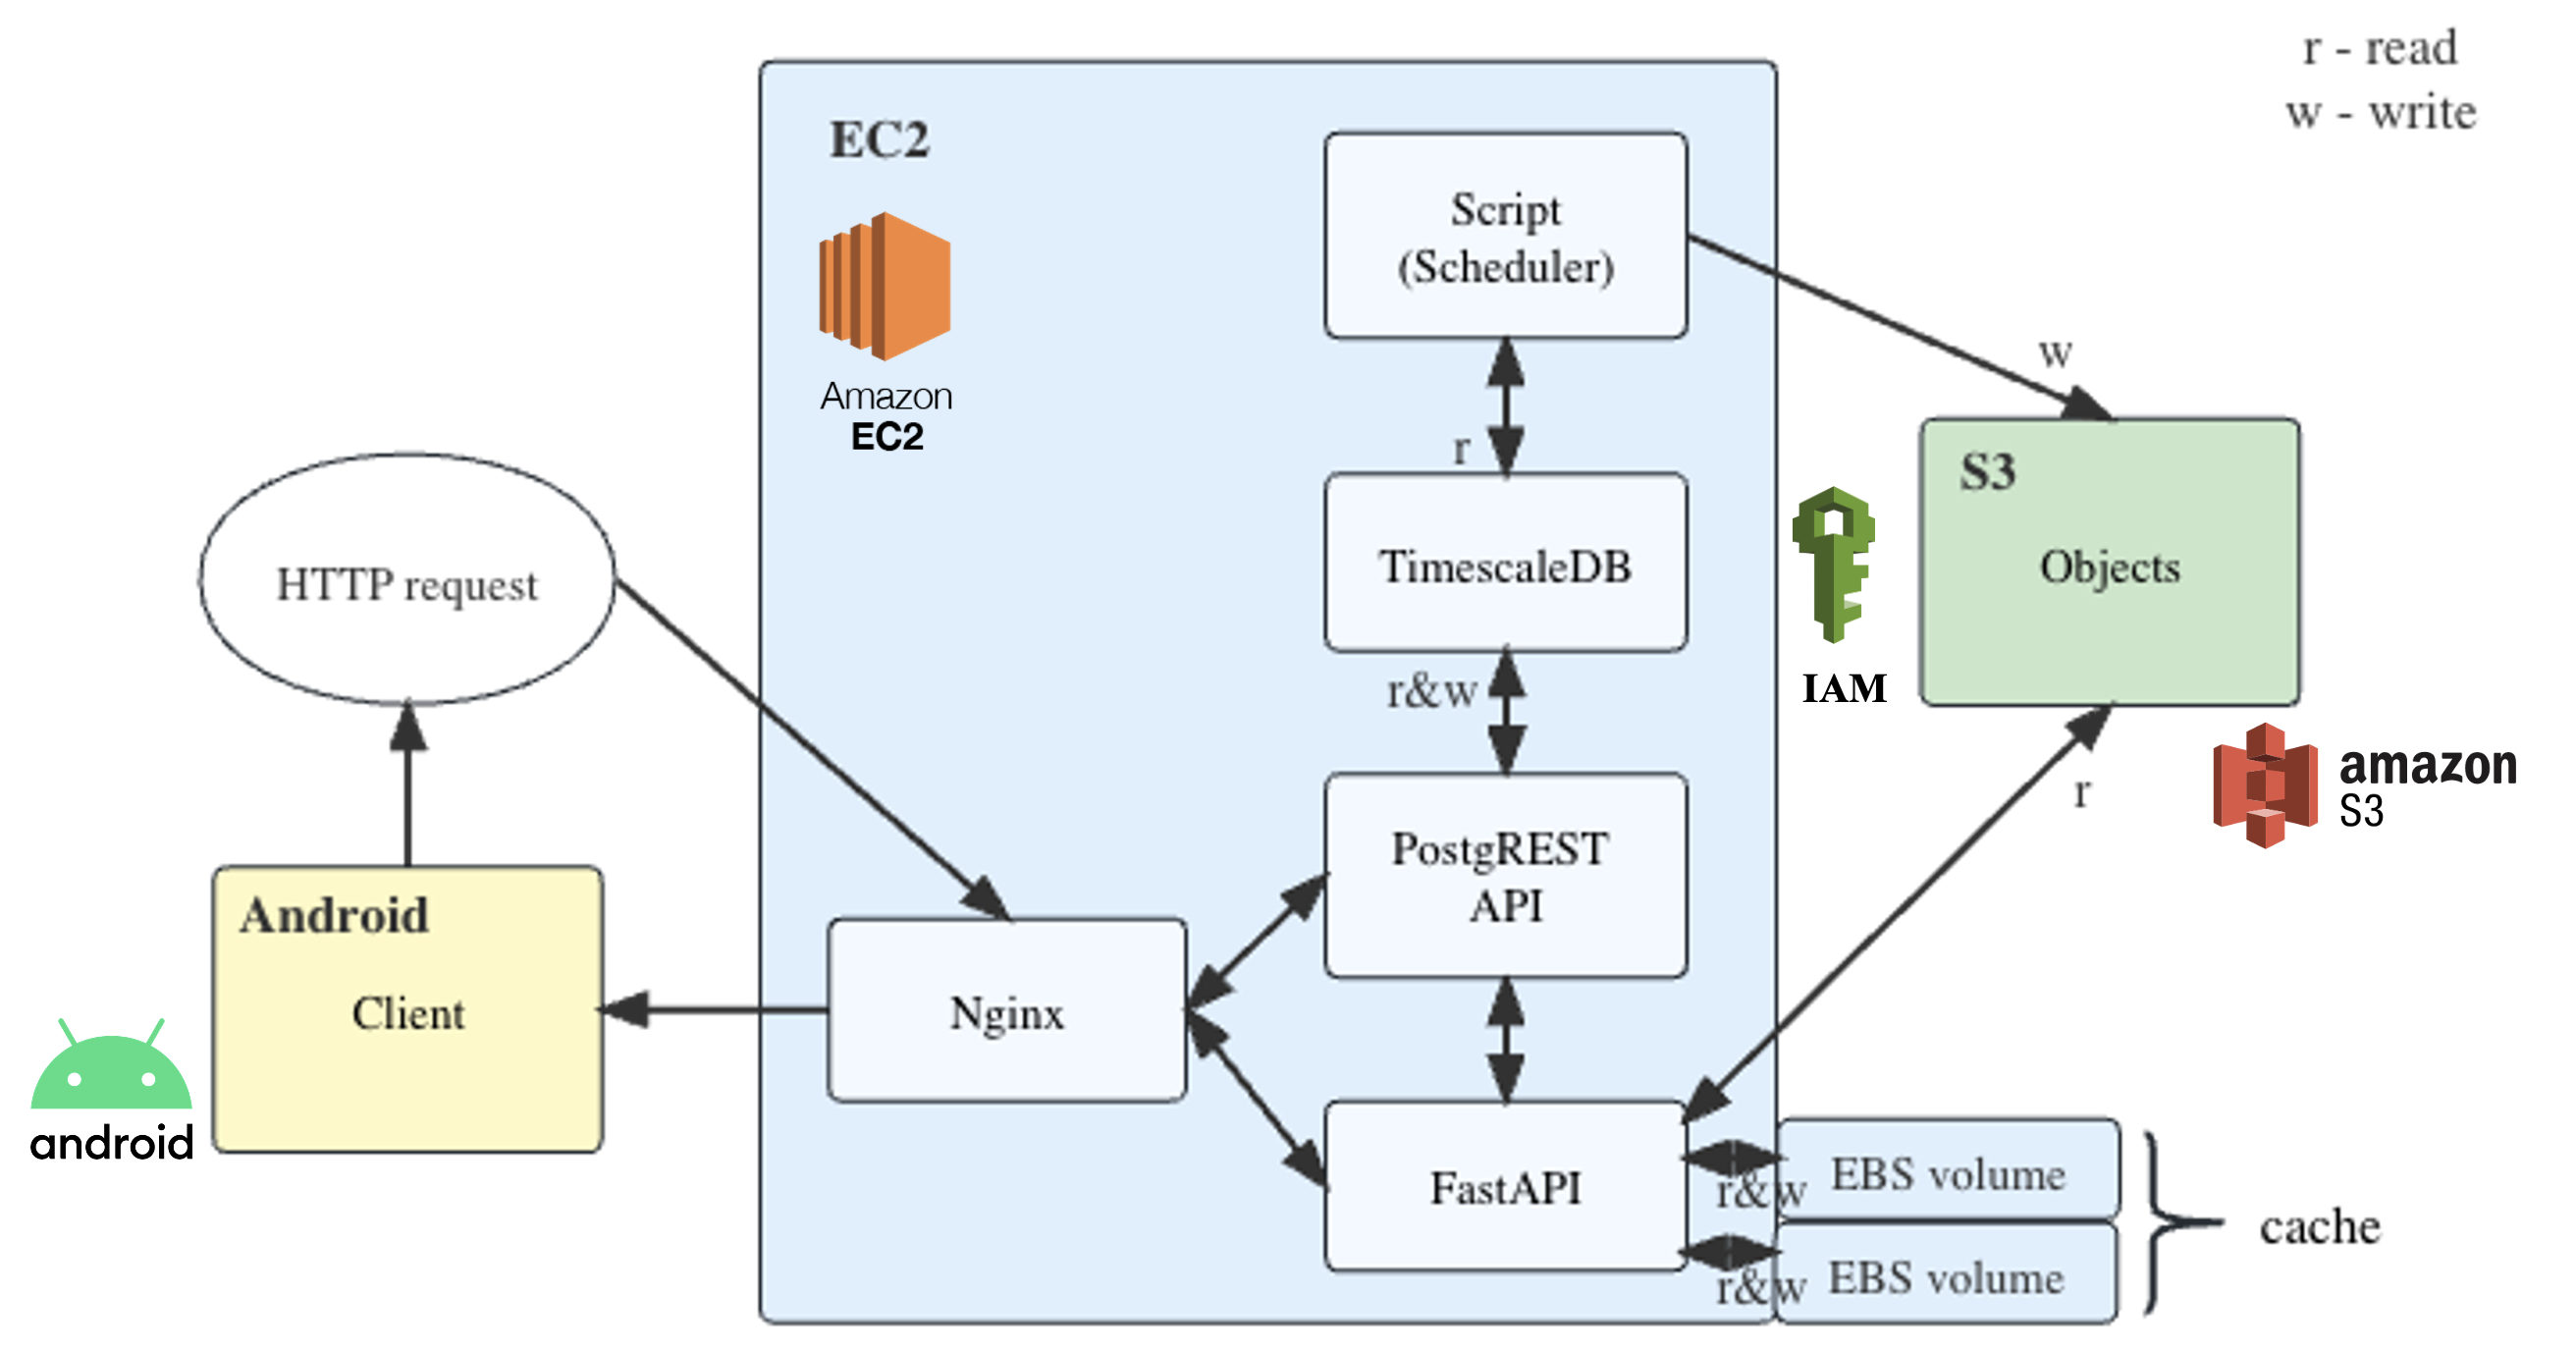 r - read
w - write
EC2
Amazon
EC2
Script
(Scheduler)
w
r
S3
Objects
HTTP request
TimescaleDB
IAM
r&w
amazon
S3
r
PostgREST
API
Android
Client
android
Nginx
FastAPI
r&w
EBS volume
r&w
EBS volume
cache